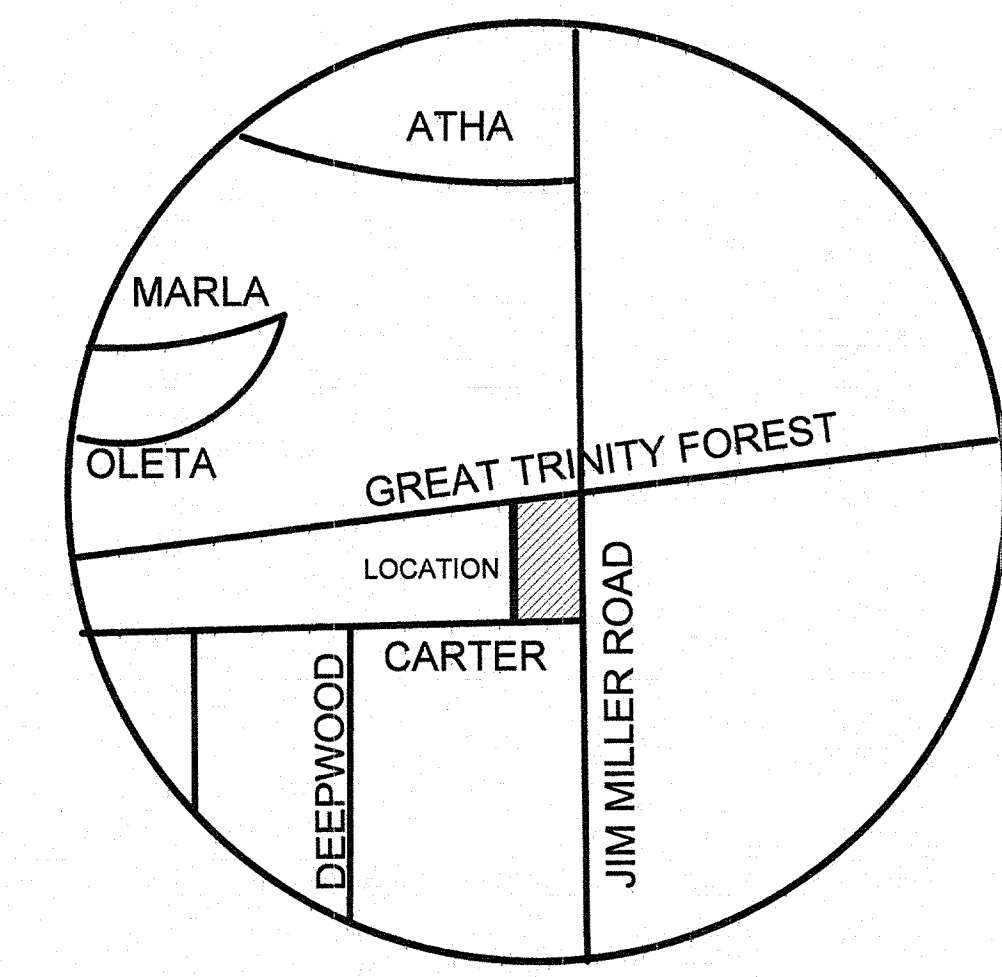 ATHA
MARLA
OLETA
GREAT TRINITY FOREST
LOCATION
CARTER
DEEPWOOD
JIM MILLER ROAD